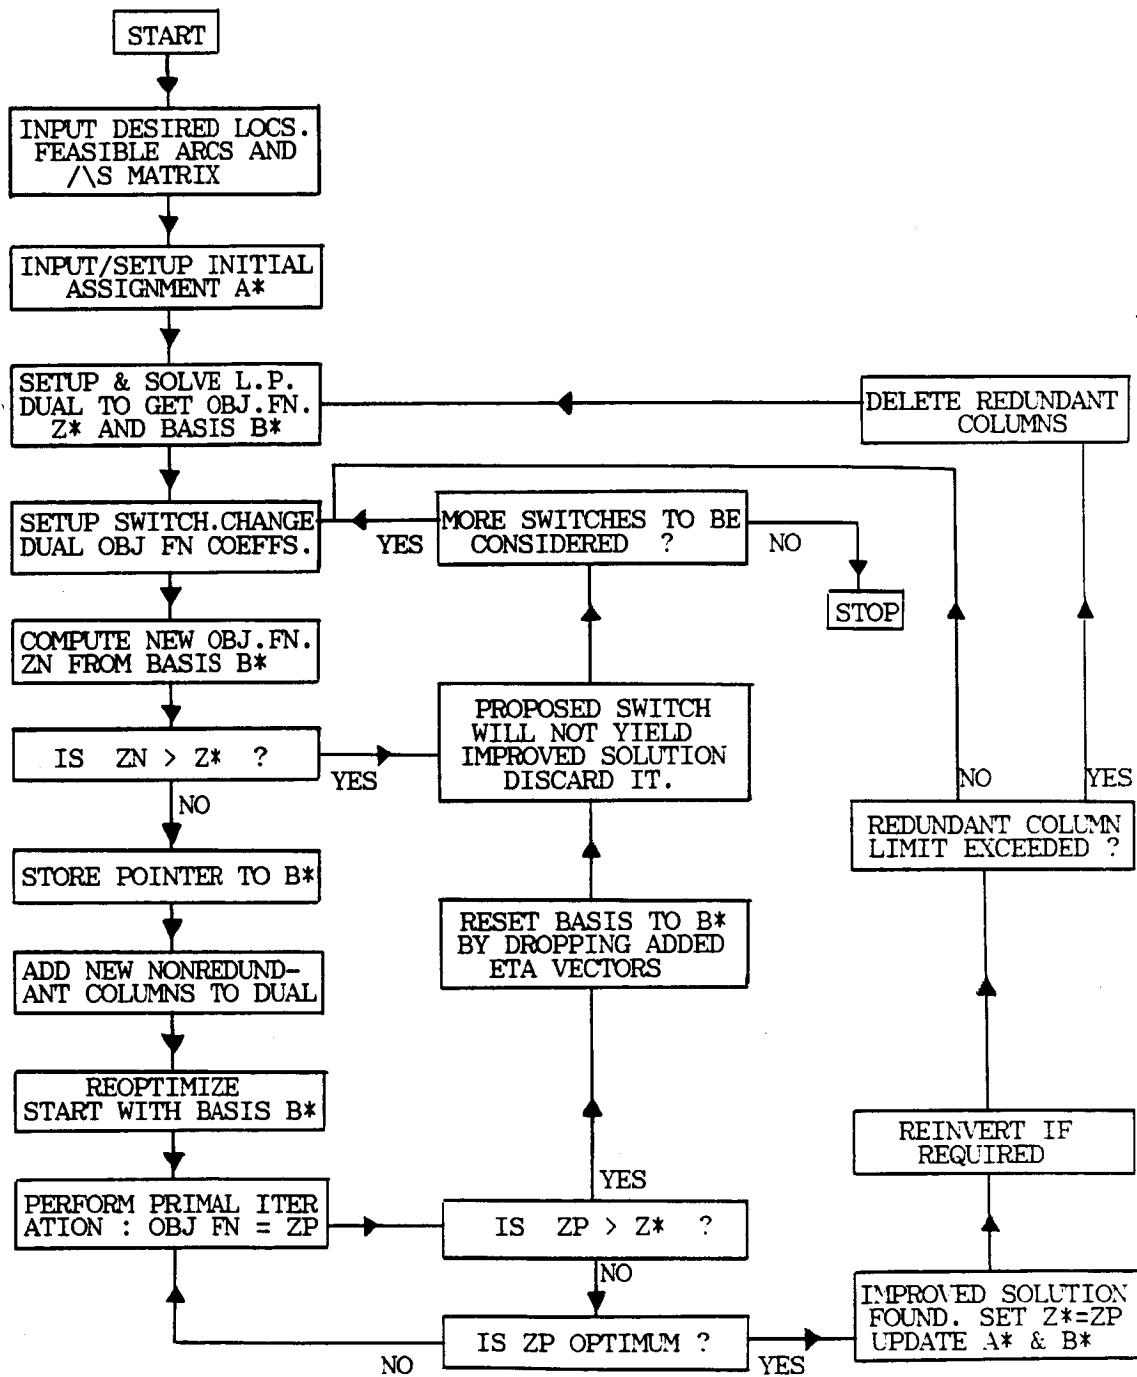 START
INPUT DESIRED LOCS.
FEASIBLE ARCS AND
/\S MATRIX
INPUT/SETUP INITIAL
ASSIGNMENT A*
SETUP & SOLVE L.P.
DUAL TO GET OBJ.FN.
Z* AND BASIS B*
DELETE REDUNDANT
COLUMNS
SETUP SWITCH.CHANGE
DUAL OBJ FN COEFFS.
YES
MORE SWITCHES TO BE
CONSIDERED ?
NO
STOP
COMPUTE NEW OBJ.FN.
ZN FROM BASIS B*
IS ZN > Z* ?
YES
NO
PROPOSED SWITCH
WILL NOT YIELD
IMPROVED SOLUTION
DISCARD IT.
NO
YES
REDUNDANT COLUMN
LIMIT EXCEEDED ?
STORE POINTER TO B*
RESET BASIS TO B*
BY DROPPING ADDED
ETA VECTORS
ADD NEW NONREDUND-
ANT COLUMNS TO DUAL
REOPTIMIZE
START WITH BASIS B*
REINVERT IF
REQUIRED
PERFORM PRIMAL ITER
ATION : OBJ FN = ZP
YES
IS ZP > Z* ?
NO
IS ZP OPTIMUM ?
NO
YES
IMPROVED SOLUTION
FOUND. SET Z*=ZP
UPDATE A* & B*